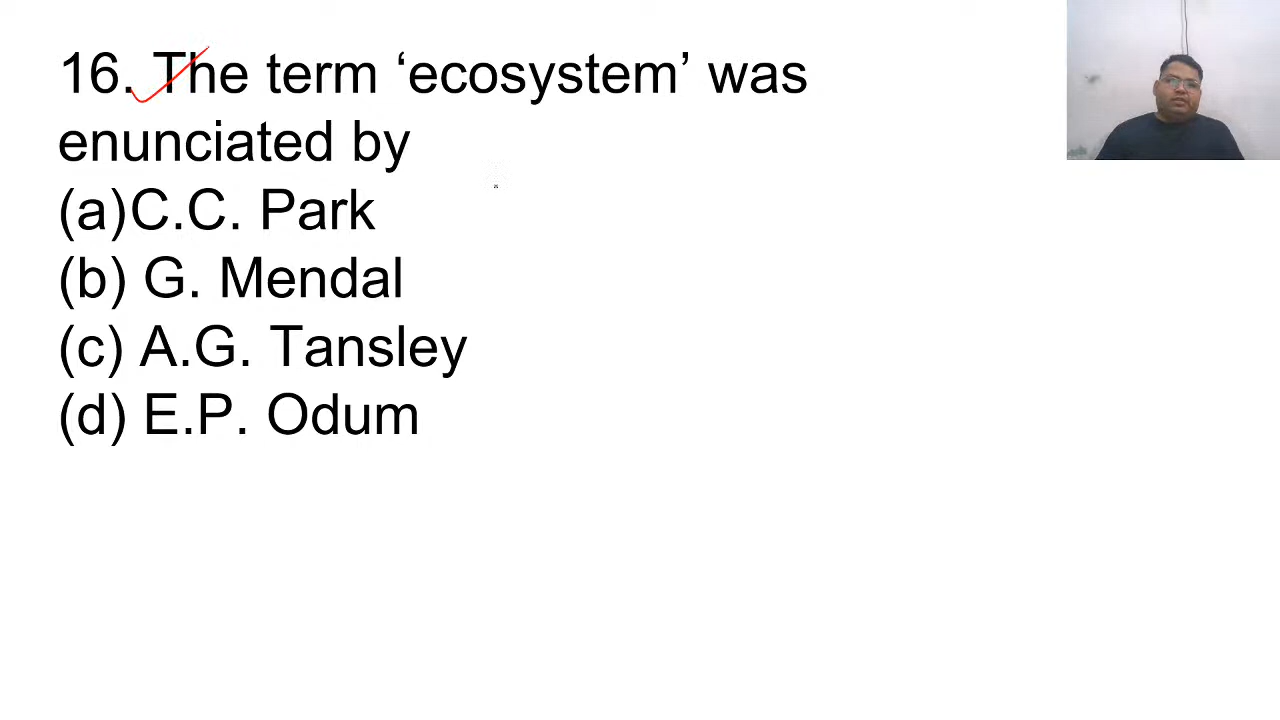 16. The term ‘ecosystem’ was
enunciated by
(a)C.C. Park
(b) G. Mendal
(c) A.G. Tansley
(d) E.P. Odum